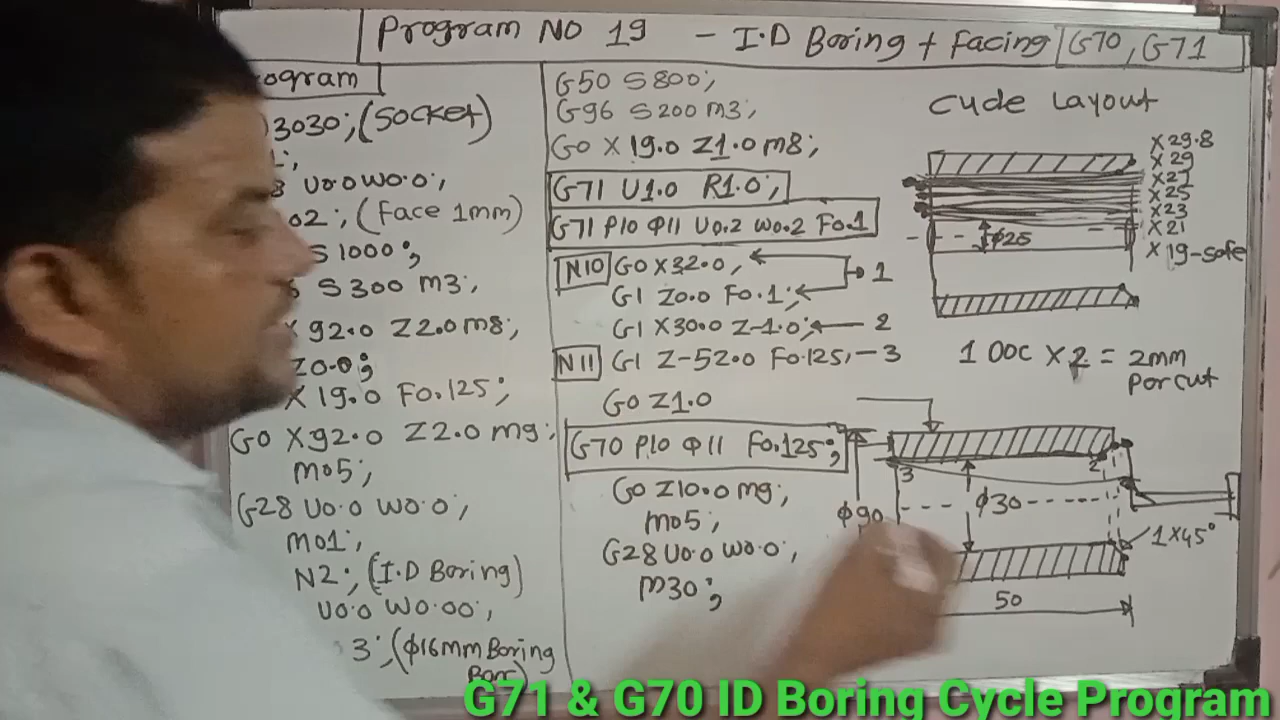 Program NO 19 - I.D Boring + Facing G70, G71
ogram
3030;(SOCKET)
U0.0W0.0;
02;(Face 1mm)
S1000;
S300 m3;
X92.0 Z2.0m8;
Z0.0;
X19.0 F0.125;
G0 X92.0 Z2.0 m9;
m05;
G28 U0.0 W0.0;
m01;
N2;(I.D Boring)
U0.0 W0.00;
3;(Φ16mm Boring
Bar)
G50 S800;
G96 S200 m3;
G0 X19.0 Z1.0 m8;
G71 U1.0 R1.0;
G71 P10 Q11 U0.2 W0.2 F0.1
N10 G0 X32.0;
G1 Z0.0 F0.1;
1
G1 X30.0 Z-1.0; 2
N11 G1 Z-52.0 F0.125; - 3
G0 Z1.0
G70 P10 Q11 F0.125;
G0 Z10.0 m9;
m05;
G28 U0.0 W0.0;
m30;
Cycle Layout
X29.8
X29
X27
X25
X23
X21
X19-safe
Φ25
1 DOC X 2 = 2mm
Par cut
3
2
Φ30
Φ90
1X45°
50
G71 & G70 ID Boring Cycle Program